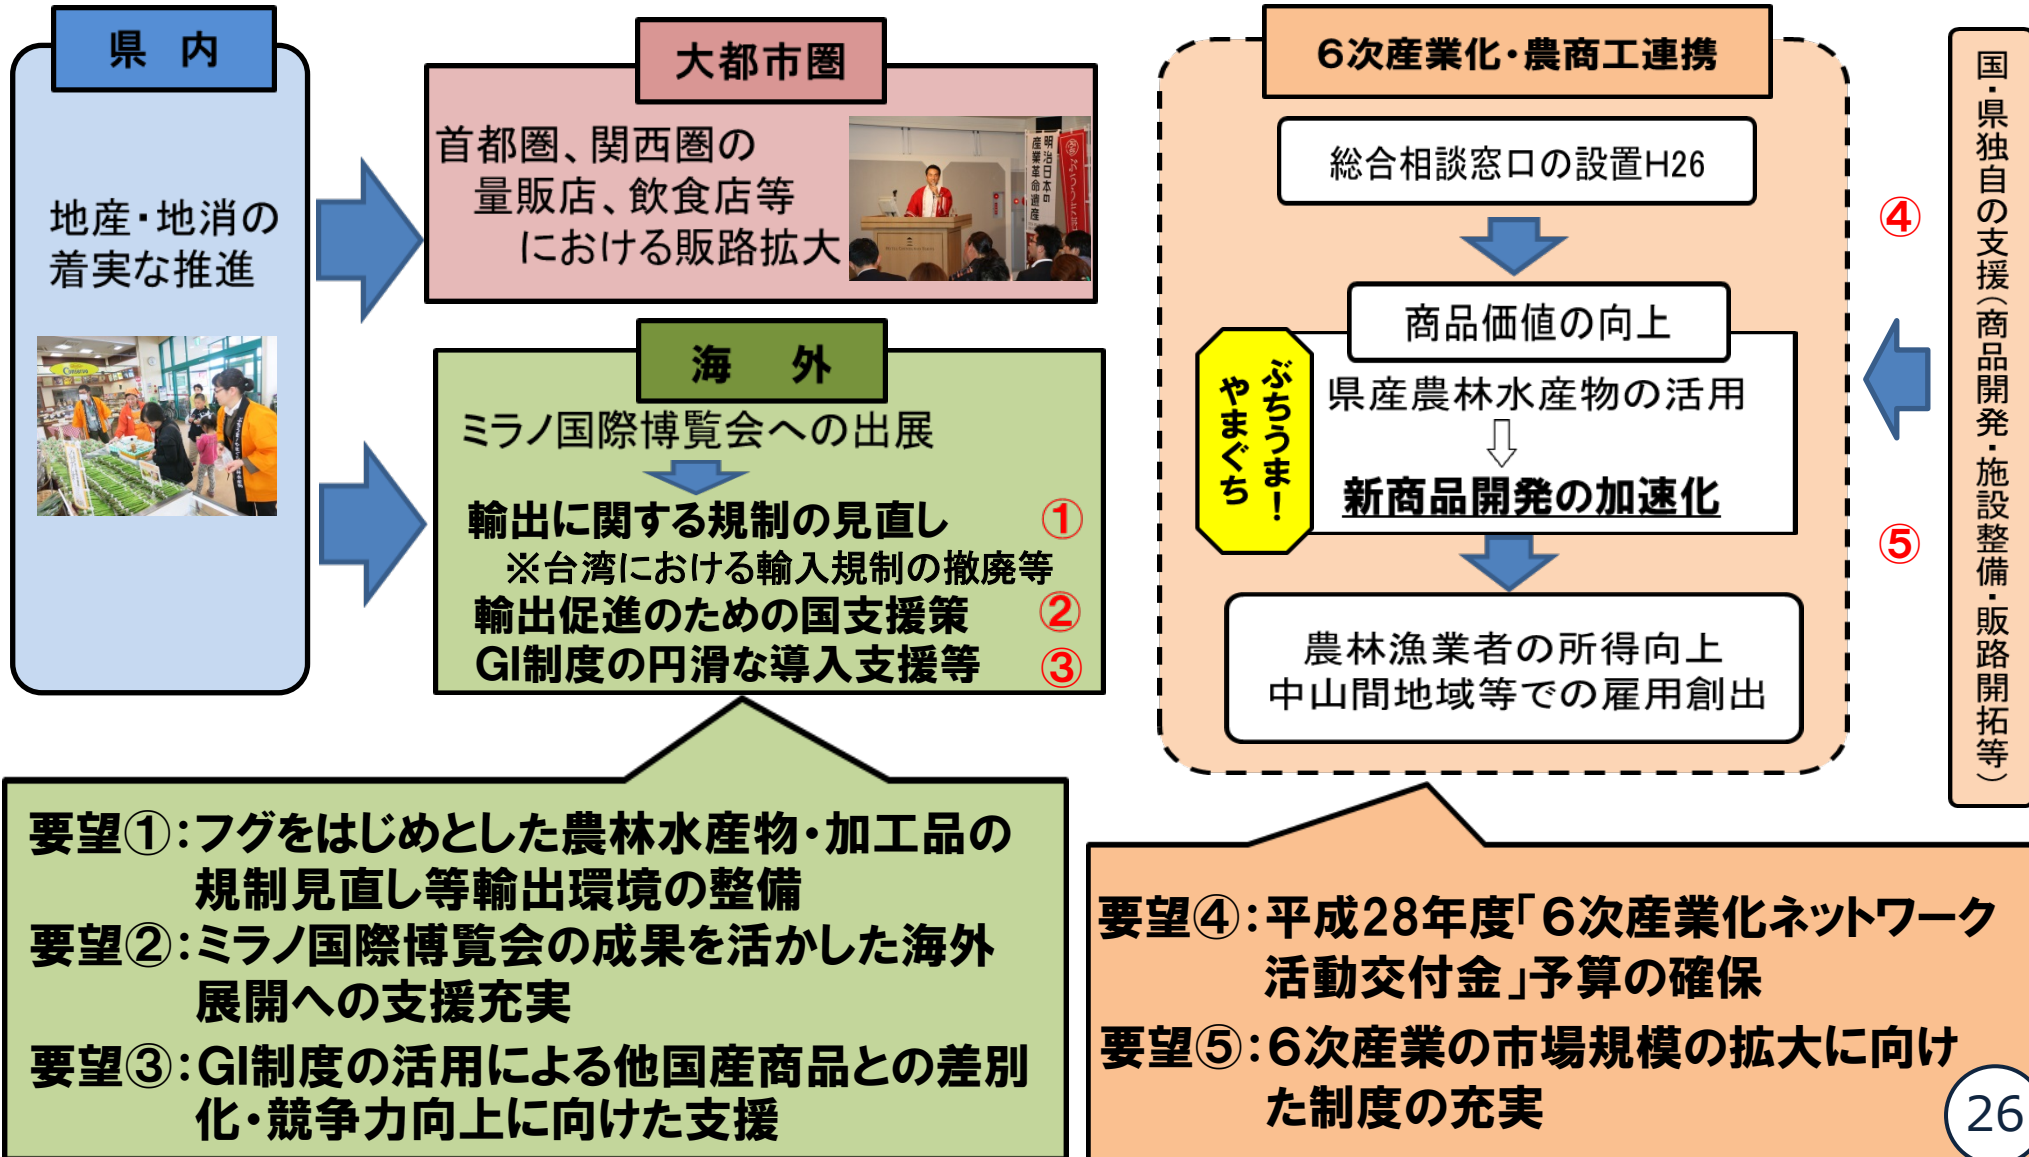 県 内
地産・地消の
着実な推進
大都市圏
首都圏、関西圏の
量販店、飲食店等
における販路拡大
明治日本の
産業革命遺産
海 外
ミラノ国際博覧会への出展
輸出に関する規制の見直し ①
※台湾における輸入規制の撤廃等
輸出促進のための国支援策 ②
GI制度の円滑な導入支援等 ③
要望①:フグをはじめとした農林水産物・加工品の
規制見直し等輸出環境の整備
要望②:ミラノ国際博覧会の成果を活かした海外
展開への支援充実
要望③:GI制度の活用による他国産商品との差別
化・競争力向上に向けた支援
6次産業化・農商工連携
総合相談窓口の設置H26
商品価値の向上
ぶちうま!
やまぐち
県産農林水産物の活用
新商品開発の加速化
農林漁業者の所得向上
中山間地域等での雇用創出
④
⑤
国・県独自の支援(商品開発・施設整備・販路開拓等)
要望④:平成28年度「6次産業化ネットワーク
活動交付金」予算の確保
要望⑤:6次産業の市場規模の拡大に向け
た制度の充実
26